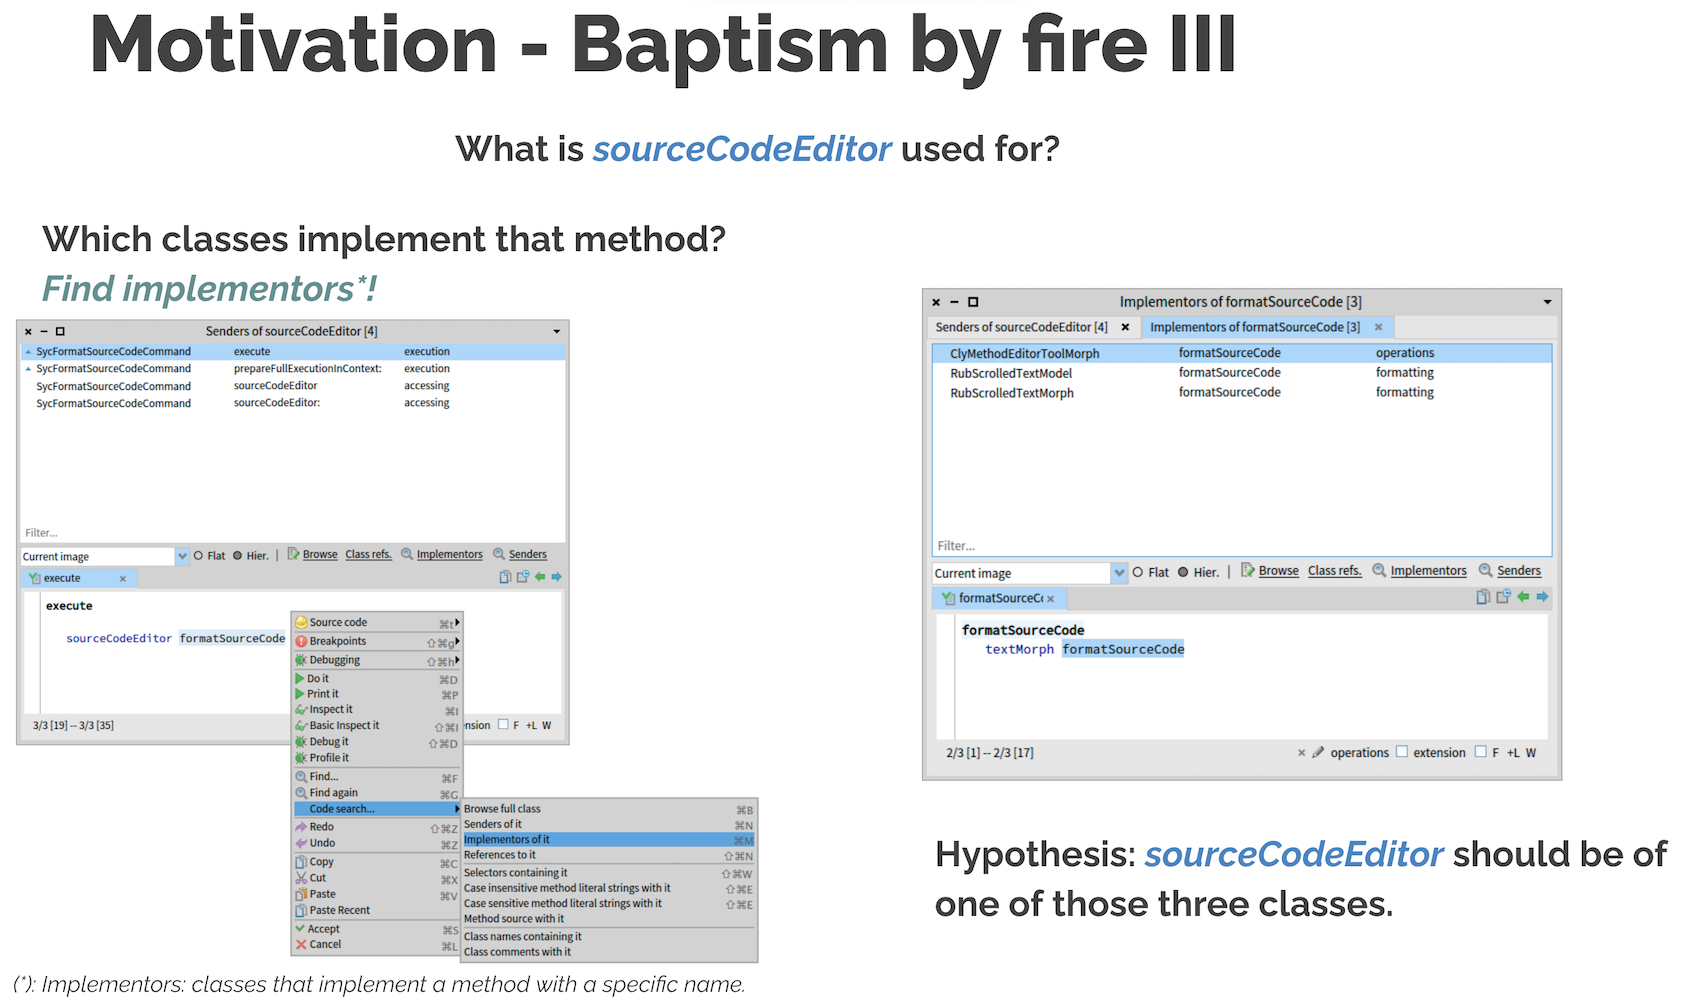 Motivation - Baptism by fire III
What is sourceCodeEditor used for?
Which classes implement that method?
Find implementors*!
Senders of sourceCodeEditor [4]
SycFormatSourceCodeCommand execute execution
SycFormatSourceCodeCommand prepareFullExecutionInContext: execution
SycFormatSourceCodeCommand sourceCodeEditor accessing
SycFormatSourceCodeCommand sourceCodeEditor: accessing
Filter...
Current image Flat Hier. | Browse Class refs. Implementors Senders
execute
execute
sourceCodeEditor formatSourceCode
3/3 [19] -- 3/3 [35]
nsion F +L W
Source code ⌘t
Breakpoints ⇧⌘g
Debugging ⇧⌘h
Do it ⌘D
Print it ⌘P
Inspect it ⌘I
Basic Inspect it ⇧⌘I
Debug it ⇧⌘D
Profile it
Find... ⌘F
Find again ⌘G
Code search...
Redo ⇧⌘Z
Undo ⌘Z
Copy ⌘C
Cut ⌘X
Paste ⌘V
Paste Recent
Accept ⌘S
Cancel ⌘L
Browse full class ⌘B
Senders of it ⌘N
Implementors of it ⌘M
References to it ⇧⌘N
Selectors containing it ⇧⌘W
Case insensitive method literal strings with it ⇧⌘E
Case sensitive method literal strings with it ⇧⌘E
Method source with it
Class names containing it
Class comments with it
(*): Implementors: classes that implement a method with a specific name.
Implementors of formatSourceCode [3]
Senders of sourceCodeEditor [4] Implementors of formatSourceCode [3]
ClyMethodEditorToolMorph formatSourceCode operations
RubScrolledTextModel formatSourceCode formatting
RubScrolledTextMorph formatSourceCode formatting
Filter...
Current image Flat Hier. | Browse Class refs. Implementors Senders
formatSourceC
formatSourceCode
textMorph formatSourceCode
2/3 [1] -- 2/3 [17]
operations extension F +L W
Hypothesis: sourceCodeEditor should be of
one of those three classes.